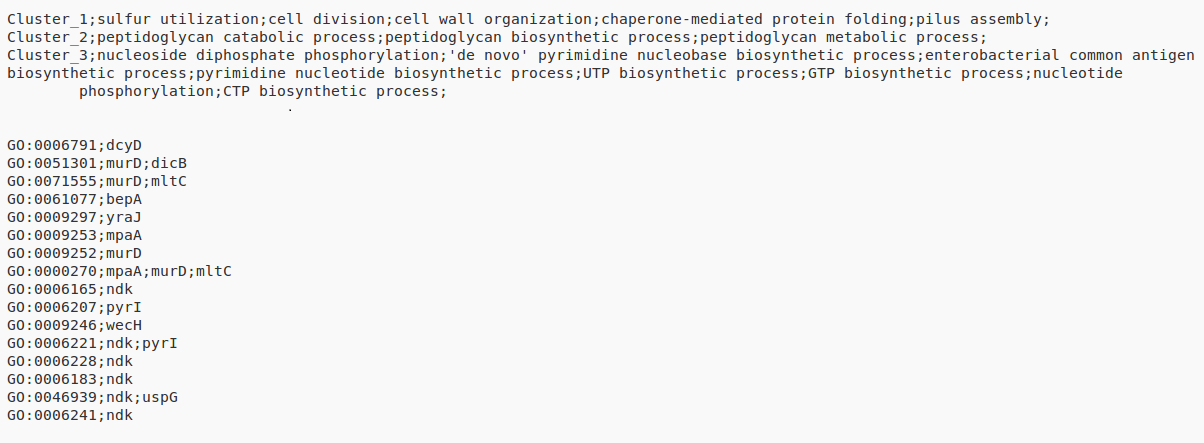 Cluster_1;sulfur utilization;cell division;cell wall organization;chaperone-mediated protein folding;pilus assembly;
Cluster_2;peptidoglycan catabolic process;peptidoglycan biosynthetic process;peptidoglycan metabolic process;
Cluster_3;nucleoside diphosphate phosphorylation;'de novo' pyrimidine nucleobase biosynthetic process;enterobacterial common antigen
biosynthetic process;pyrimidine nucleotide biosynthetic process;UTP biosynthetic process;GTP biosynthetic process;nucleotide
phosphorylation;CTP biosynthetic process;
.
GO:0006791;dcyD
GO:0051301;murD;dicB
GO:0071555;murD;mltC
GO:0061077;bepA
GO:0009297;yraJ
GO:0009253;mpaA
GO:0009252;murD
GO:0000270;mpaA;murD;mltC
GO:0006165;ndk
GO:0006207;pyrI
GO:0009246;wecH
GO:0006221;ndk;pyrI
GO:0006228;ndk
GO:0006183;ndk
GO:0046939;ndk;uspG
GO:0006241;ndk